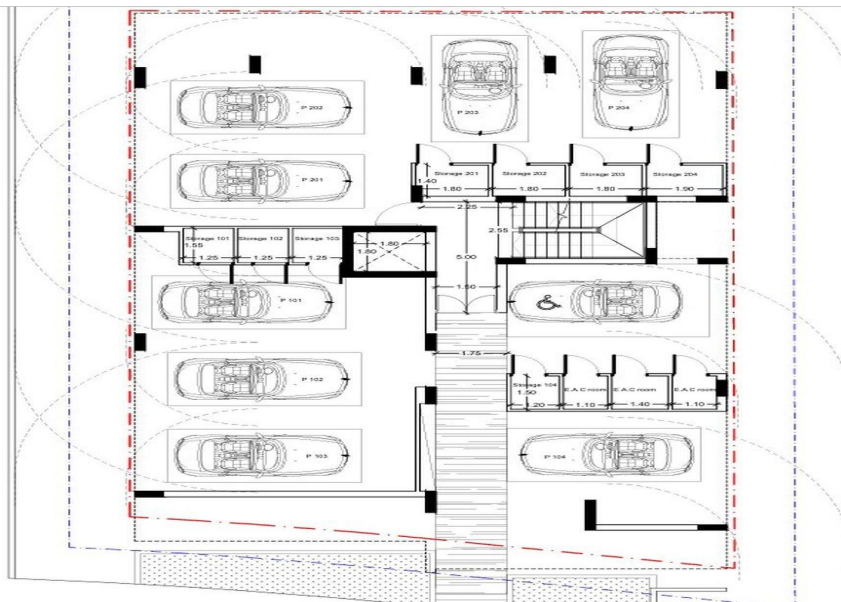 P 202
P 203
P 204
P 201
Storage 201
Storage 202
Storage 203
Storage 204
1.40
1.80
1.80
1.80
1.90
2.25
2.55
5.00
Storage 101
Storage 102
Storage 103
1.55
1.25
1.25
1.25
1.80
1.80
1.50
P 101
1.75
P 102
Storage 104
E.A.C room
E.A.C room
E.A.C room
1.50
1.20
1.10
1.40
1.10
P 103
P 104